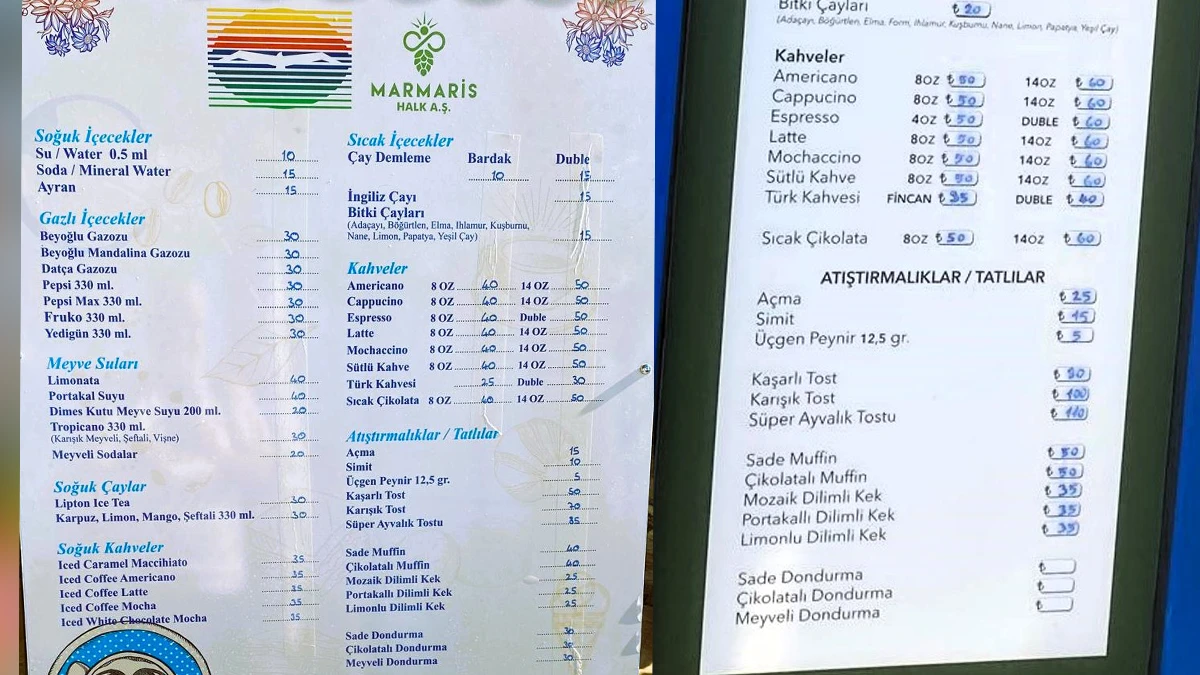 MARMARİS
HALK A.Ş.
Soğuk İçecekler
Su / Water 0.5 ml 10
Soda / Mineral Water 15
Ayran 15
Gazlı İçecekler
Beyoğlu Gazozu 30
Beyoğlu Mandalina Gazozu 30
Datça Gazozu 30
Pepsi 330 ml. 30
Pepsi Max 330 ml. 30
Fruko 330 ml. 30
Yedigün 330 ml. 30
Meyve Suları
Limonata 40
Portakal Suyu 40
Dimes Kutu Meyve Suyu 200 ml. 20
Tropicano 330 ml.
(Karışık Meyveli, Şeftali, Vişne) 30
Meyveli Sodalar 20
Soğuk Çaylar
Lipton Ice Tea 30
Karpuz, Limon, Mango, Şeftali 330 ml. 30
Soğuk Kahveler
Iced Caramel Maccihiato 35
Iced Coffee Americano 35
Iced Coffee Latte 35
Iced Coffee Mocha 35
Iced White Chocolate Mocha 35
Sıcak İçecekler
Çay Demleme Bardak Duble
10 15
İngiliz Çayı 15
Bitki Çayları
(Adaçayı, Böğürtlen, Elma, Ihlamur, Kuşburnu,
Nane, Limon, Papatya, Yeşil Çay) 15
Kahveler
Americano 8 OZ 40 14 OZ 50
Cappucino 8 OZ 40 14 OZ 50
Espresso 8 OZ 40 Duble 50
Latte 8 OZ 40 14 OZ 50
Mochaccino 8 OZ 40 14 OZ 50
Sütlü Kahve 8 OZ 40 14 OZ 50
Türk Kahvesi 25 Duble 30
Sıcak Çikolata 8 OZ 40 14 OZ 50
Atıştırmalıklar / Tatlılar
Açma 15
Simit 10
Üçgen Peynir 12,5 gr. 5
Kaşarlı Tost 50
Karışık Tost 70
Süper Ayvalık Tostu 85
Sade Muffin 40
Çikolatalı Muffin 40
Mozaik Dilimli Kek 25
Portakallı Dilimli Kek 25
Limonlu Dilimli Kek 25
Sade Dondurma 30
Çikolatalı Dondurma 30
Meyveli Dondurma 30
Bitki Çayları ₺ 20
(Adaçayı, Böğürtlen, Elma, Form, Ihlamur, Kuşburnu, Nane, Limon, Papatya, Yeşil Çay)
Kahveler
Americano 8OZ ₺ 50 14OZ ₺ 60
Cappucino 8OZ ₺ 50 14OZ ₺ 60
Espresso 4OZ ₺ 50 DUBLE ₺ 60
Latte 8OZ ₺ 50 14OZ ₺ 60
Mochaccino 8OZ ₺ 50 14OZ ₺ 60
Sütlü Kahve 8OZ ₺ 50 14OZ ₺ 60
Türk Kahvesi FİNCAN ₺ 35 DUBLE ₺ 40
Sıcak Çikolata 8OZ ₺ 50 14OZ ₺ 60
ATIŞTIRMALIKLAR / TATLILAR
Açma ₺ 25
Simit ₺ 15
Üçgen Peynir 12,5 gr. ₺ 5
Kaşarlı Tost ₺ 90
Karışık Tost ₺ 100
Süper Ayvalık Tostu ₺ 110
Sade Muffin ₺ 50
Çikolatalı Muffin ₺ 50
Mozaik Dilimli Kek ₺ 35
Portakallı Dilimli Kek ₺ 35
Limonlu Dilimli Kek ₺ 35
Sade Dondurma ₺
Çikolatalı Dondurma ₺
Meyveli Dondurma ₺